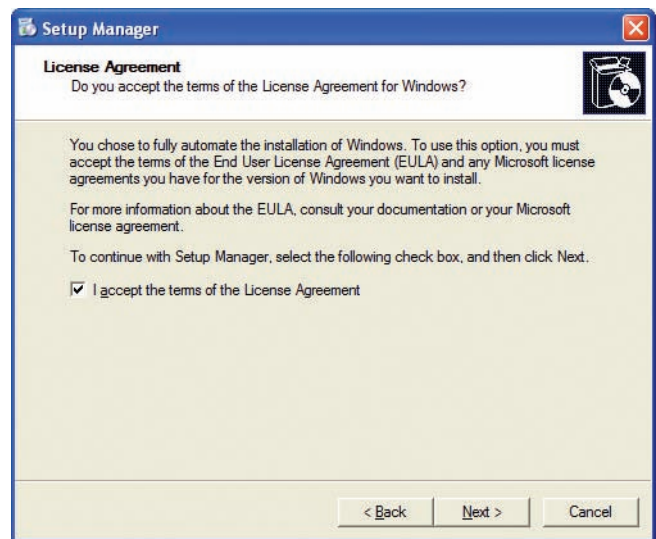 Setup Manager
License Agreement
Do you accept the terms of the License Agreement for Windows?
You chose to fully automate the installation of Windows. To use this option, you must
accept the terms of the End User License Agreement (EULA) and any Microsoft license
agreements you have for the version of Windows you want to install.
For more information about the EULA, consult your documentation or your Microsoft
license agreement.
To continue with Setup Manager, select the following check box, and then click Next.
I accept the terms of the License Agreement
< Back Next > Cancel